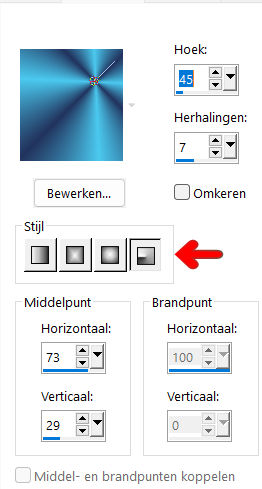 Hoek:
45
Herhalingen:
7
Bewerken...
Omkeren
Stijl
Middelpunt
Horizontaal:
73
Verticaal:
29
Brandpunt
Horizontaal:
100
Verticaal:
0
Middel- en brandpunten koppelen